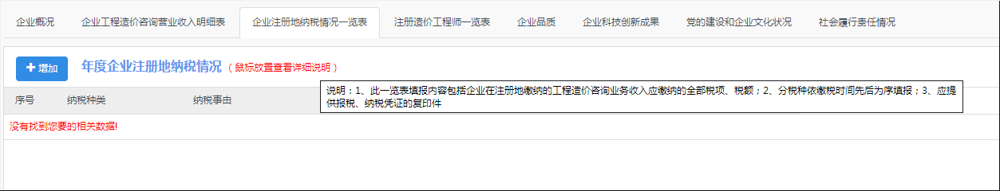 企业概况 企业工程造价咨询营业收入明细表 企业注册地纳税情况一览表 注册造价工程师一览表 企业品质 企业科技创新成果 党的建设和企业文化状况 社会履行责任情况
增加 年度企业注册地纳税情况 （鼠标放置查看详细说明）
说明：1、此一览表填报内容包括企业在注册地缴纳的工程造价咨询业务收入应缴纳的全部税项、税额；2、分税种依缴税时间先后为序填报；3、应提
供报税、纳税凭证的复印件
序号 纳税种类 纳税事由
没有找到您要的相关数据!